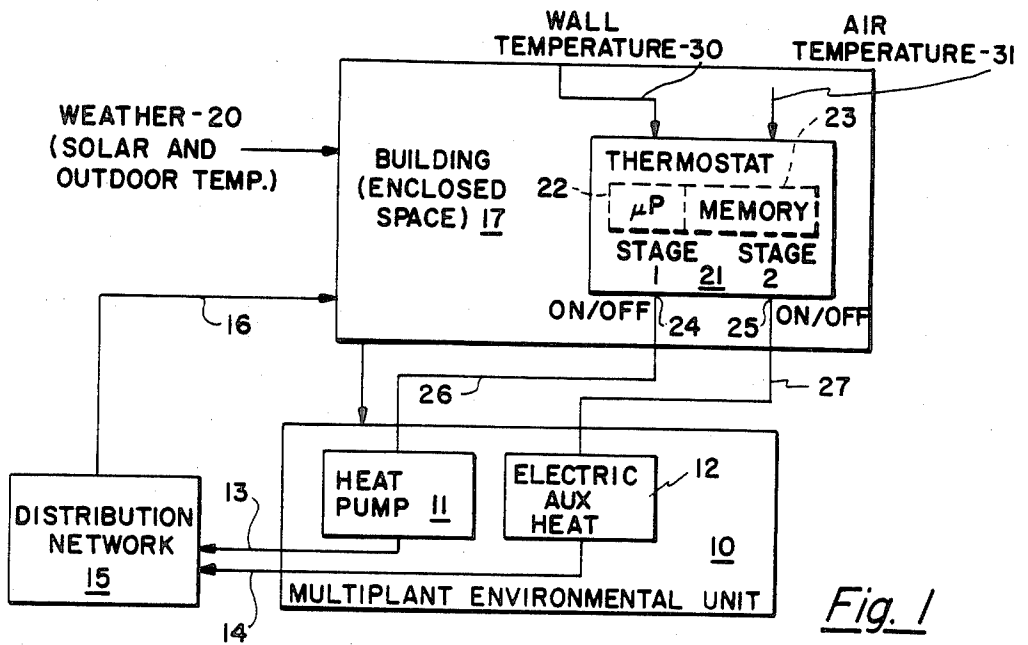 WALL
TEMPERATURE-30
AIR
TEMPERATURE-31
WEATHER-20
(SOLAR AND
OUTDOOR TEMP.)
BUILDING
(ENCLOSED
SPACE) 17
23
THERMOSTAT
22
μP
MEMORY
STAGE
1
21
STAGE
2
ON/OFF
24
25
ON/OFF
16
26
27
HEAT
PUMP 11
ELECTRIC
AUX
HEAT
12
13
DISTRIBUTION
NETWORK
15
10
MULTIPLANT ENVIRONMENTAL UNIT
14
Fig. 1